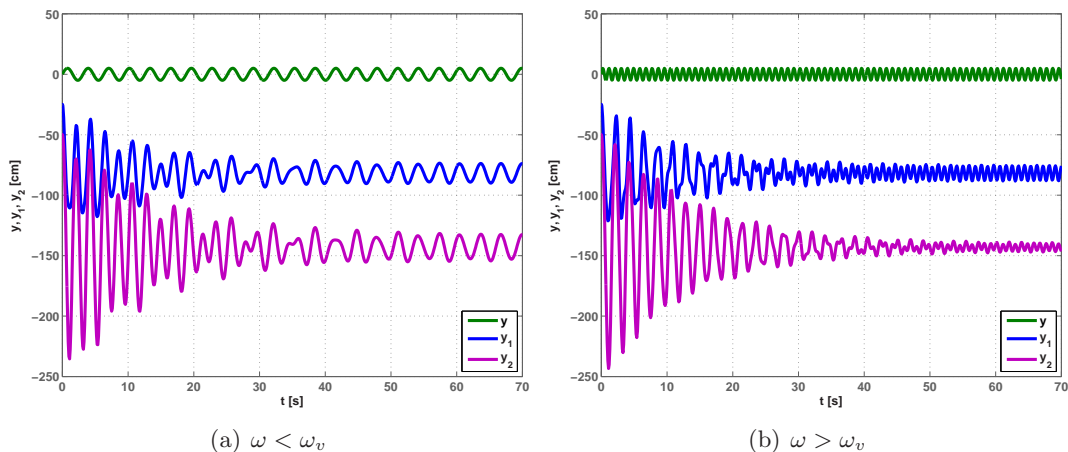 50
0
−50
−100
−150
−200
−250
0 10 20 30 40 50 60 70
y, y1, y2 [cm]
t [s]
y
y1
y2
(a) ω < ωv
50
0
−50
−100
−150
−200
−250
0 10 20 30 40 50 60 70
y, y1, y2 [cm]
t [s]
y
y1
y2
(b) ω > ωv